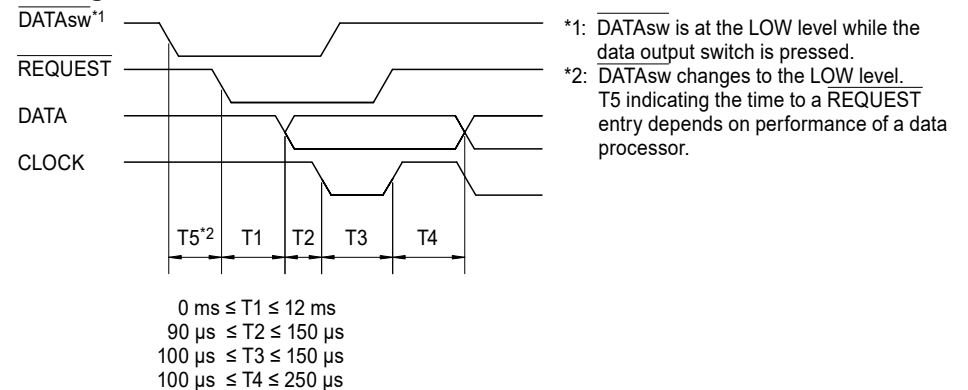 DATAsw*1
REQUEST
DATA
CLOCK
T5*2 T1 T2 T3 T4
0 ms ≤ T1 ≤ 12 ms
90 µs ≤ T2 ≤ 150 µs
100 µs ≤ T3 ≤ 150 µs
100 µs ≤ T4 ≤ 250 µs
*1: DATAsw is at the LOW level while the
data output switch is pressed.
*2: DATAsw changes to the LOW level.
T5 indicating the time to a REQUEST
entry depends on performance of a data
processor.